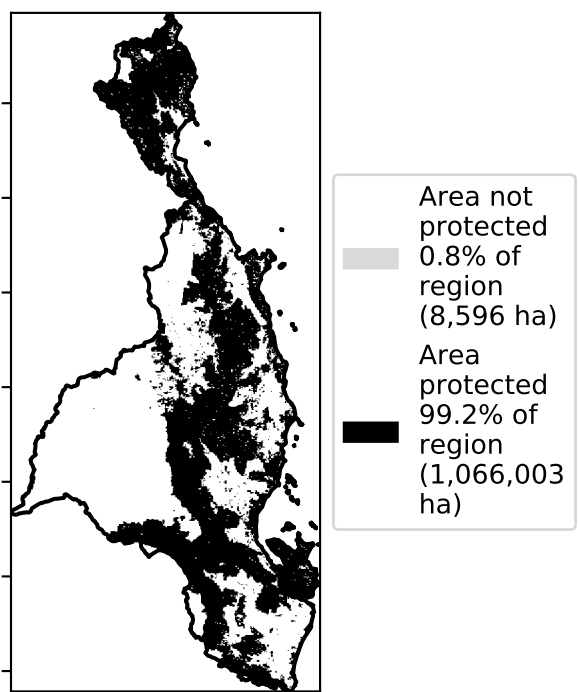 Area not
protected
0.8% of
region
(8,596 ha)
Area
protected
99.2% of
region
(1,066,003
ha)